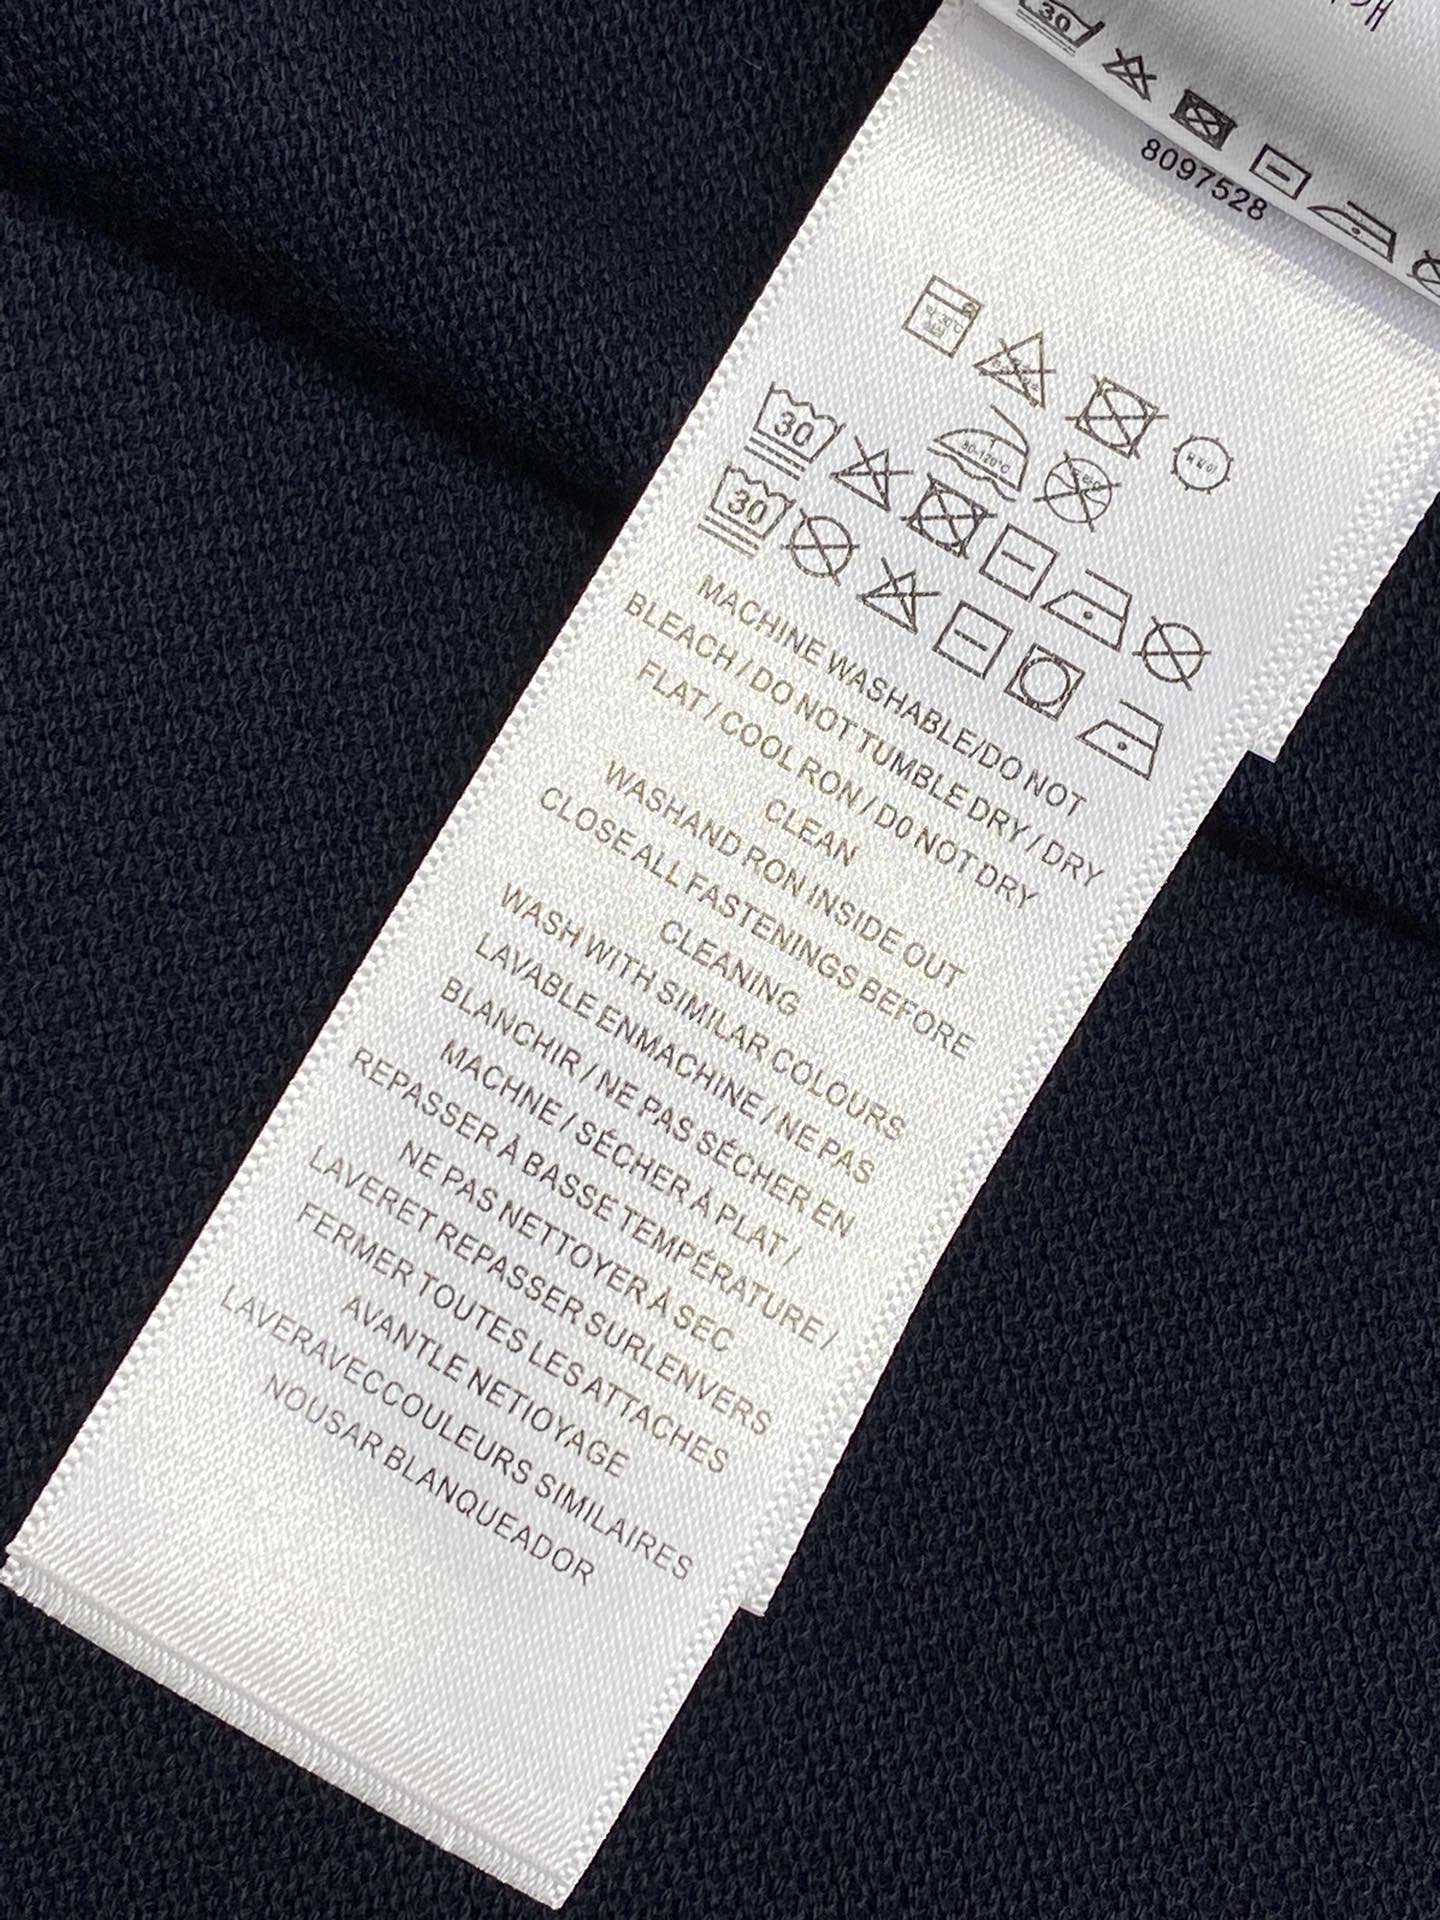 30
8097528
30
80-120°C
30
MACHINE WASHABLE/DO NOT
BLEACH / DO NOT TUMBLE DRY / DRY
FLAT / COOL RON / D0 NOT DRY
CLEAN
WASHAND RON INSIDE OUT
CLOSE ALL FASTENINGS BEFORE
CLEANING
WASH WITH SIMILAR COLOURS
LAVABLE ENMACHINE / NE PAS
BLANCHIR / NE PAS SÉCHER EN
MACHNE / SÉCHER À PLAT /
REPASSER À BASSE TEMPÉRATURE /
NE PAS NETTOYER À SEC
LAVERET REPASSER SURLENVERS
FERMER TOUTES LES ATTACHES
AVANTLE NETIOYAGE
LAVERAVECCOULEURS SIMILAIRES
NOUSAR BLANQUEADOR